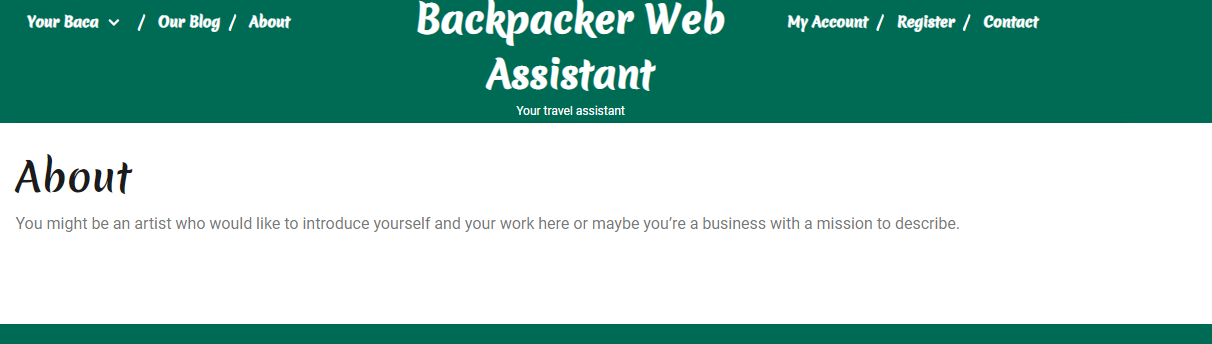 Your Baca / Our Blog / About
Backpacker Web
Assistant
Your travel assistant
My Account / Register / Contact
About
You might be an artist who would like to introduce yourself and your work here or maybe you’re a business with a mission to describe.